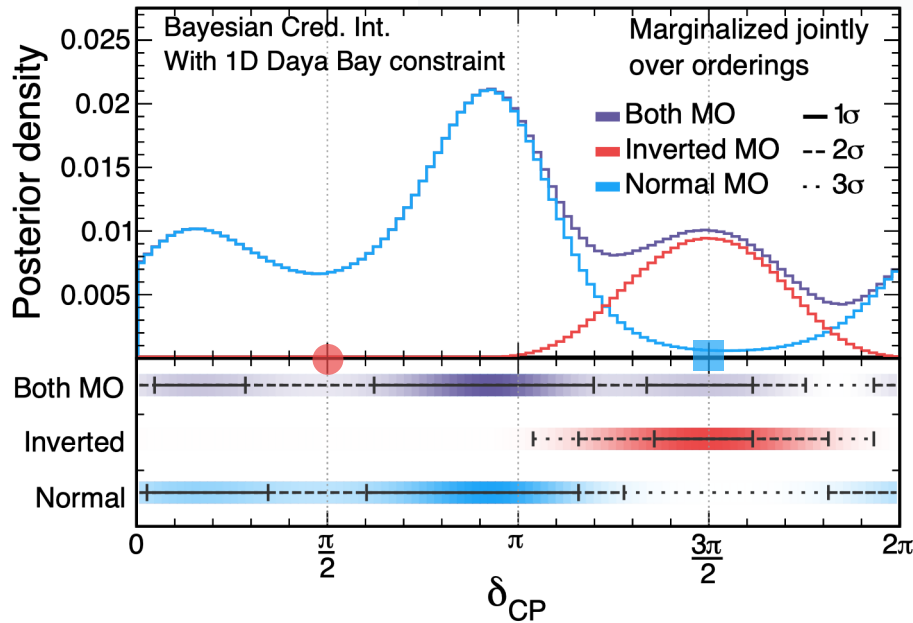 Bayesian Cred. Int.
With 1D Daya Bay constraint
Marginalized jointly
over orderings
Both MO
Inverted MO
Normal MO
1σ
2σ
3σ
Posterior density
0.025
0.02
0.015
0.01
0.005
Both MO
Inverted
Normal
0
π/2
π
3π/2
2π
δCP